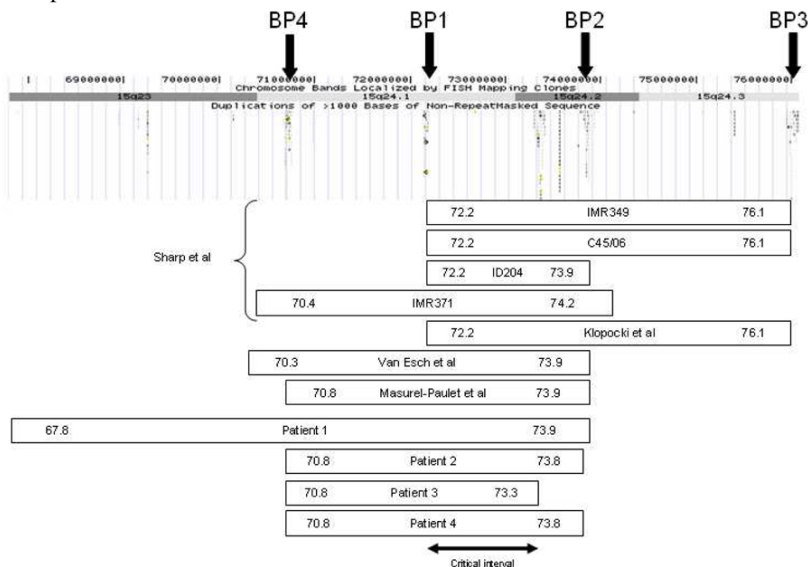 BP4 BP1 BP2 BP3
| 69000000| 70000000| 71000000| 72000000| 73000000| 74000000| 75000000| 76000000|
Chromosome Bands Localized by FISH Mapping Clones
15q23 15q24.1 15q24.2 15q24.3
Duplications of >1000 Bases of Non-RepeatMasked Sequence
72.2 IMR349 76.1
72.2 C45/06 76.1
Sharp et al
72.2 ID204 73.9
70.4 IMR371 74.2
72.2 Klopocki et al 76.1
70.3 Van Esch et al 73.9
70.8 Masurel-Paulet et al 73.9
67.8 Patient 1 73.9
70.8 Patient 2 73.8
70.8 Patient 3 73.3
70.8 Patient 4 73.8
Critical interval